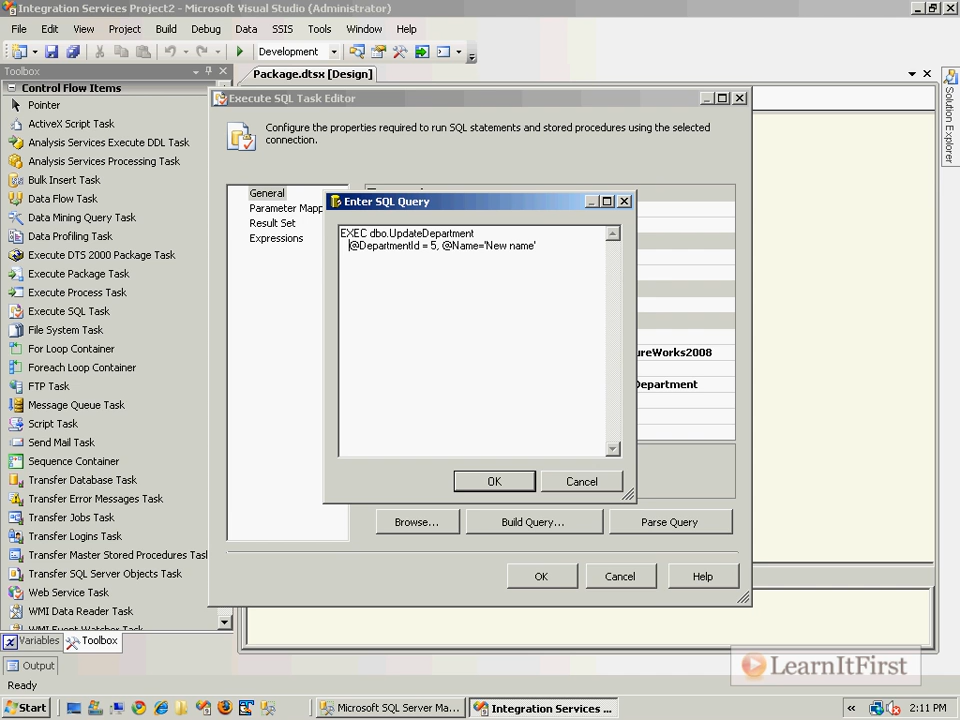 Integration Services Project2 - Microsoft Visual Studio (Administrator)
File Edit View Project Build Debug Data SSIS Tools Window Help
Development
Toolbox
Package.dtsx [Design]
Control Flow Items
Pointer
ActiveX Script Task
Analysis Services Execute DDL Task
Analysis Services Processing Task
Bulk Insert Task
Data Flow Task
Data Mining Query Task
Data Profiling Task
Execute DTS 2000 Package Task
Execute Package Task
Execute Process Task
Execute SQL Task
File System Task
For Loop Container
Foreach Loop Container
FTP Task
Message Queue Task
Script Task
Send Mail Task
Sequence Container
Transfer Database Task
Transfer Error Messages Task
Transfer Jobs Task
Transfer Logins Task
Transfer Master Stored Procedures Tas
Transfer SQL Server Objects Task
Web Service Task
WMI Data Reader Task
WMI Event Watcher Task
Variables
Toolbox
Output
Ready
Solution Explorer
Execute SQL Task Editor
Configure the properties required to run SQL statements and stored procedures using the selected
connection.
General
Parameter Mapp
Result Set
Expressions
ureWorks2008
Department
Enter SQL Query
EXEC dbo.UpdateDepartment
@DepartmentId = 5, @Name='New name'
OK Cancel
Browse... Build Query... Parse Query
OK Cancel Help
LearnItFirst
Start
Microsoft SQL Server Ma...
Integration Services ...
2:11 PM